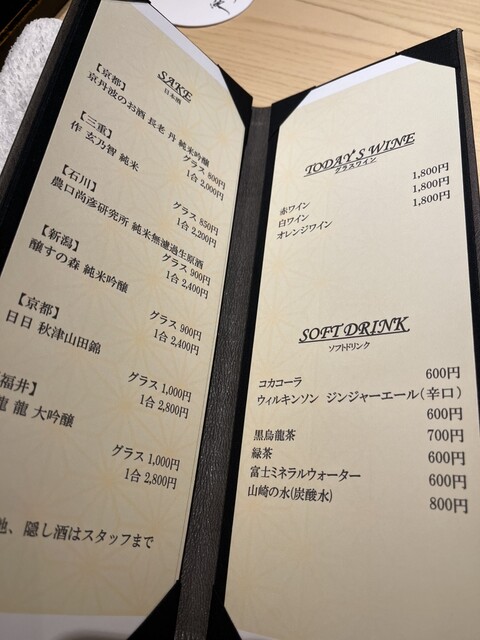 SAKE
日本酒
【京都】
京丹波のお酒 長老 丹 純米吟醸
グラス 800円
1合 2,000円
【三重】
作 玄乃智 純米
グラス 850円
1合 2,200円
【石川】
農口尚彦研究所 純米無濾過生原酒
グラス 900円
1合 2,400円
【新潟】
醸すの森 純米吟醸
グラス 900円
1合 2,400円
【京都】
日日 秋津山田錦
グラス 1,000円
1合 2,800円
福井】
龍 龍 大吟醸
グラス 1,000円
1合 2,800円
他、隠し酒はスタッフまで
TODAY'S WINE
グラスワイン
赤ワイン 1,800円
白ワイン 1,800円
オレンジワイン 1,800円
SOFT DRINK
ソフトドリンク
コカコーラ 600円
ウィルキンソン ジンジャーエール(辛口)
600円
黒烏龍茶 700円
緑茶 600円
富士ミネラルウォーター 600円
山崎の水(炭酸水) 800円